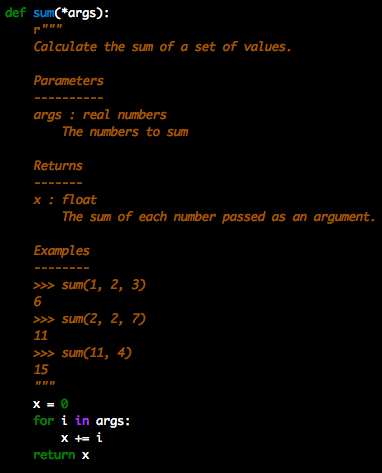 def sum(*args):
    r"""
    Calculate the sum of a set of values.

    Parameters
    ----------
    args : real numbers
        The numbers to sum

    Returns
    -------
    x : float
        The sum of each number passed as an argument.

    Examples
    --------
    >>> sum(1, 2, 3)
    6
    >>> sum(2, 2, 7)
    11
    >>> sum(11, 4)
    15
    """
    x = 0
    for i in args:
        x += i
    return x